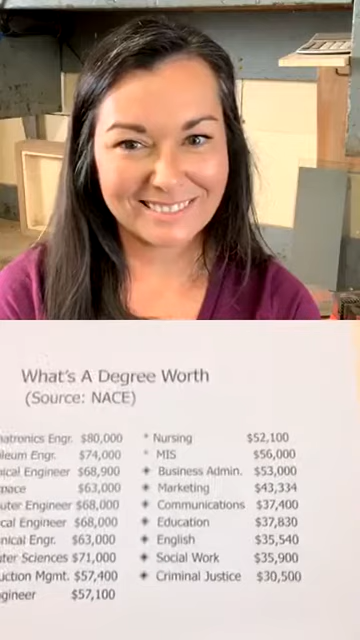 What's A Degree Worth
(Source: NACE)
atronics Engr. $80,000 * Nursing $52,100
leum Engr. $74,000 * MIS $56,000
ical Engineer $68,900 + Business Admin. $53,000
pace $63,000 + Marketing $43,334
uter Engineer $68,000 + Communications $37,400
cal Engineer $68,000 + Education $37,830
nical Engr. $63,000 + English $35,540
ter Sciences $71,000 + Social Work $35,900
uction Mgmt. $57,400 + Criminal Justice $30,500
gineer $57,100